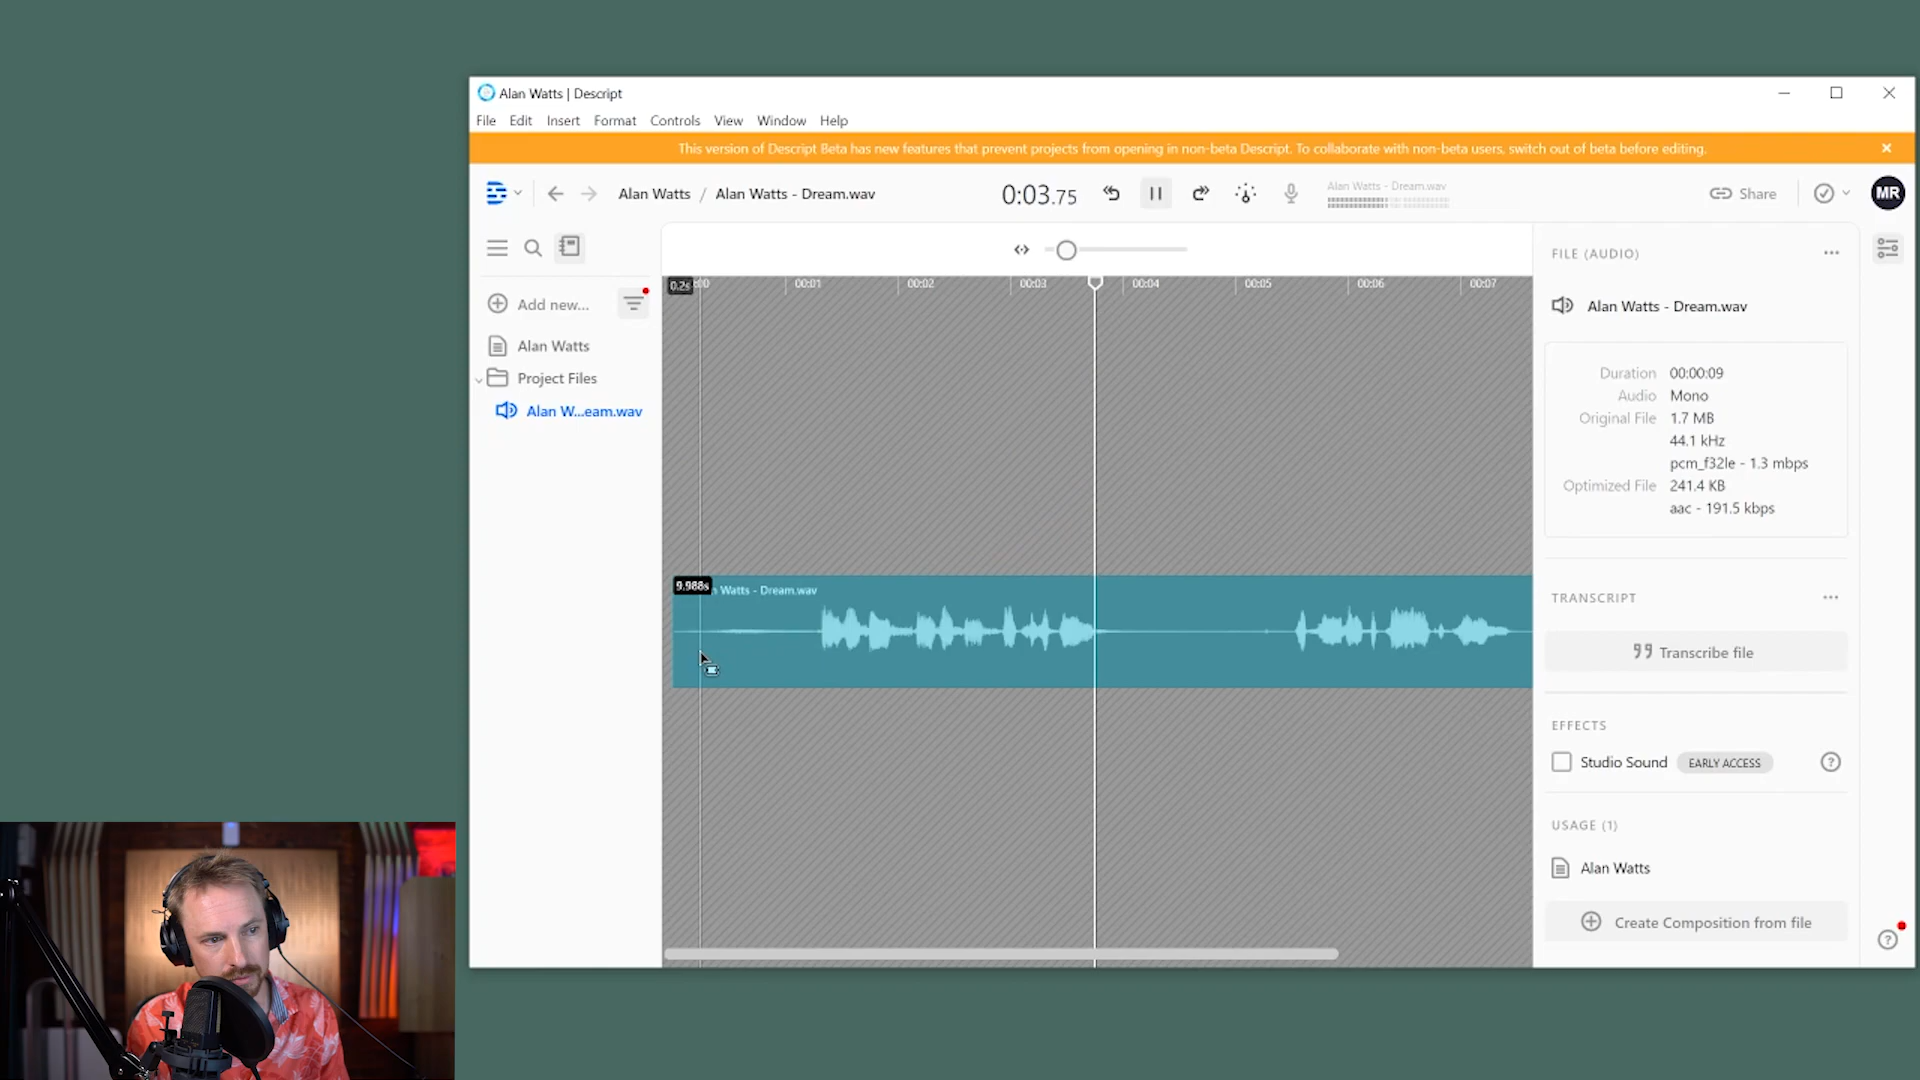 Alan Watts | Descript
File Edit Insert Format Controls View Window Help
This version of Descript Beta has new features that prevent projects from opening in non-beta Descript. To collaborate with non-beta users, switch out of beta before editing.
Alan Watts / Alan Watts - Dream.wav
0:03.75
Alan Watts - Dream.wav
Share
MR
Add new...
Alan Watts
Project Files
Alan W...eam.wav
0.2s :00 00:01 00:02 00:03 00:04 00:05 00:06 00:07
9.988s n Watts - Dream.wav
FILE (AUDIO)
Alan Watts - Dream.wav
Duration 00:00:09
Audio Mono
Original File 1.7 MB
44.1 kHz
pcm_f32le - 1.3 mbps
Optimized File 241.4 KB
aac - 191.5 kbps
TRANSCRIPT
Transcribe file
EFFECTS
Studio Sound EARLY ACCESS ?
USAGE (1)
Alan Watts
Create Composition from file
?